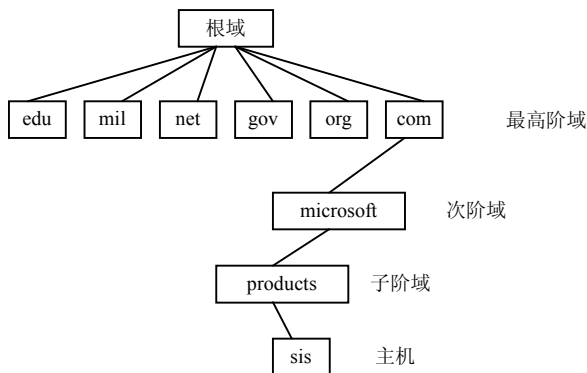 根域
edu mil net gov org com 最高阶域
microsoft 次阶域
products 子阶域
sis 主机